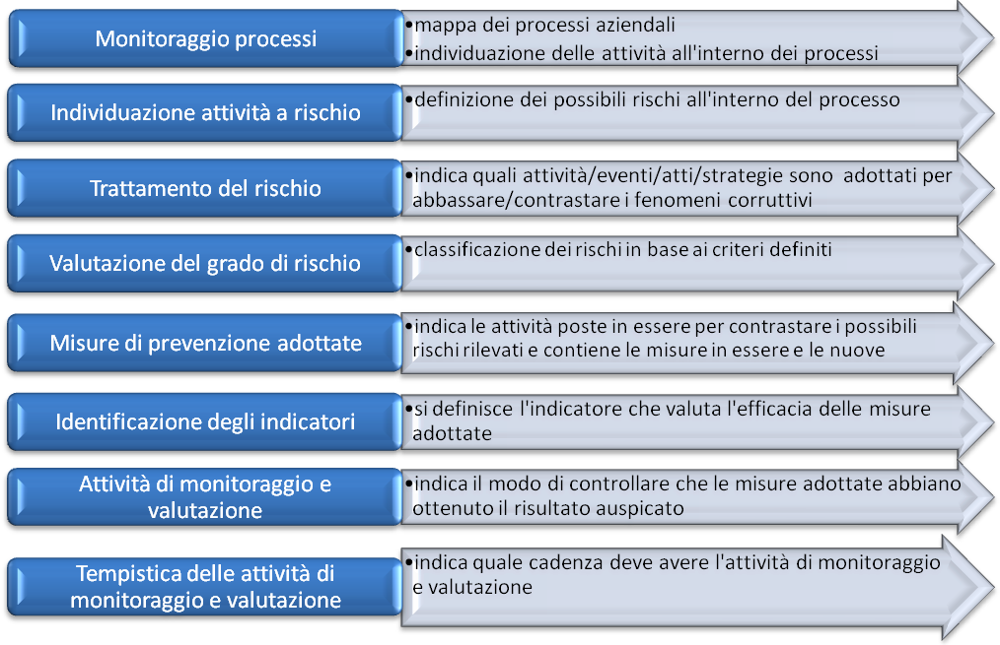 Monitoraggio processi
•mappa dei processi aziendali
•individuazione delle attività all'interno dei processi
Individuazione attività a rischio
•definizione dei possibili rischi all'interno del processo
Trattamento del rischio
•indica quali attività/eventi/atti/strategie sono adottati per
abbassare/contrastare i fenomeni corruttivi
Valutazione del grado di rischio
•classificazione dei rischi in base ai criteri definiti
Misure di prevenzione adottate
•indica le attività poste in essere per contrastare i possibili
rischi rilevati e contiene le misure in essere e le nuove
Identificazione degli indicatori
•si definisce l'indicatore che valuta l'efficacia delle misure
adottate
Attività di monitoraggio e
valutazione
•indica il modo di controllare che le misure adottate abbiano
ottenuto il risultato auspicato
Tempistica delle attività di
monitoraggio e valutazione
•indica quale cadenza deve avere l'attività di monitoraggio
e valutazione